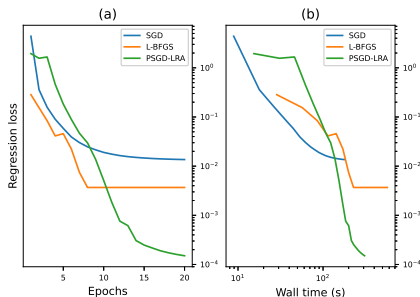 (a)
(b)
SGD
L-BFGS
PSGD-LRA
SGD
L-BFGS
PSGD-LRA
Regression loss
10⁰
10⁻¹
10⁻²
10⁻³
10⁻⁴
10⁰
10⁻¹
10⁻²
10⁻³
10⁻⁴
5
10
15
20
10¹
10²
Epochs
Wall time (s)